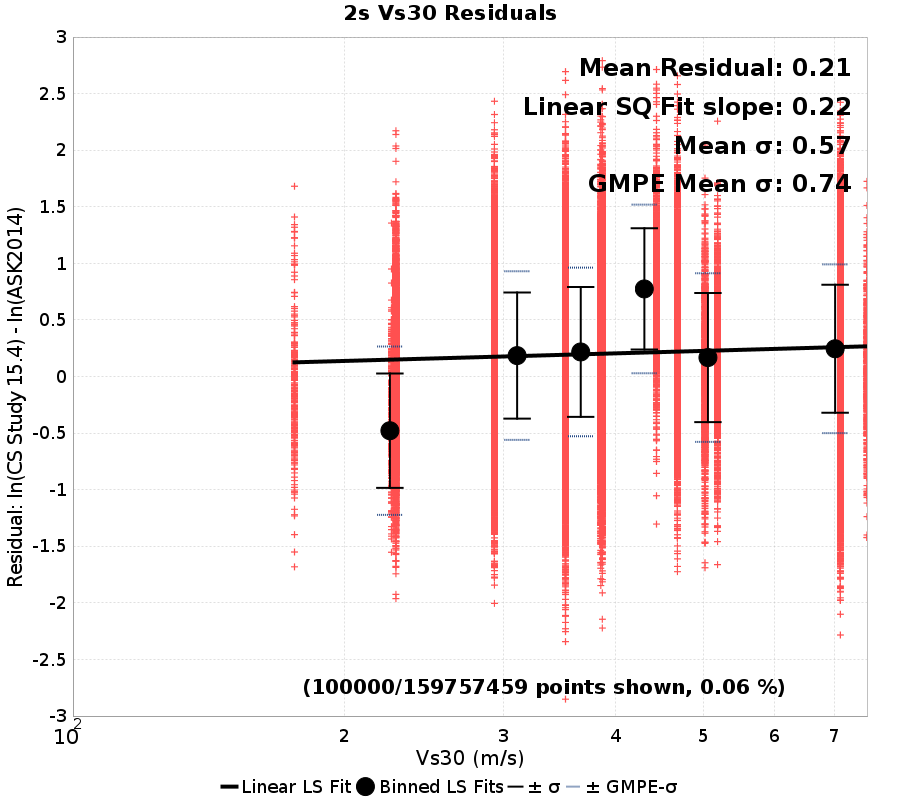 2s Vs30 Residuals
Mean Residual: 0.21
Linear SQ Fit slope: 0.22
Mean σ: 0.57
GMPE Mean σ: 0.74
3
2.5
2
1.5
1
0.5
0
-0.5
-1
-1.5
-2
-2.5
-3
Residual: ln(CS Study 15.4) - ln(ASK2014)
(100000/159757459 points shown, 0.06 %)
10² 2 3 4 5 6 7
Vs30 (m/s)
Linear LS Fit Binned LS Fits ± σ ± GMPE-σ